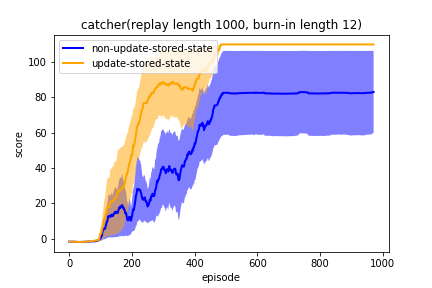 catcher(replay length 1000, burn-in length 12)
non-update-stored-state
update-stored-state
score
100
80
60
40
20
0
0
200
400
600
800
1000
episode